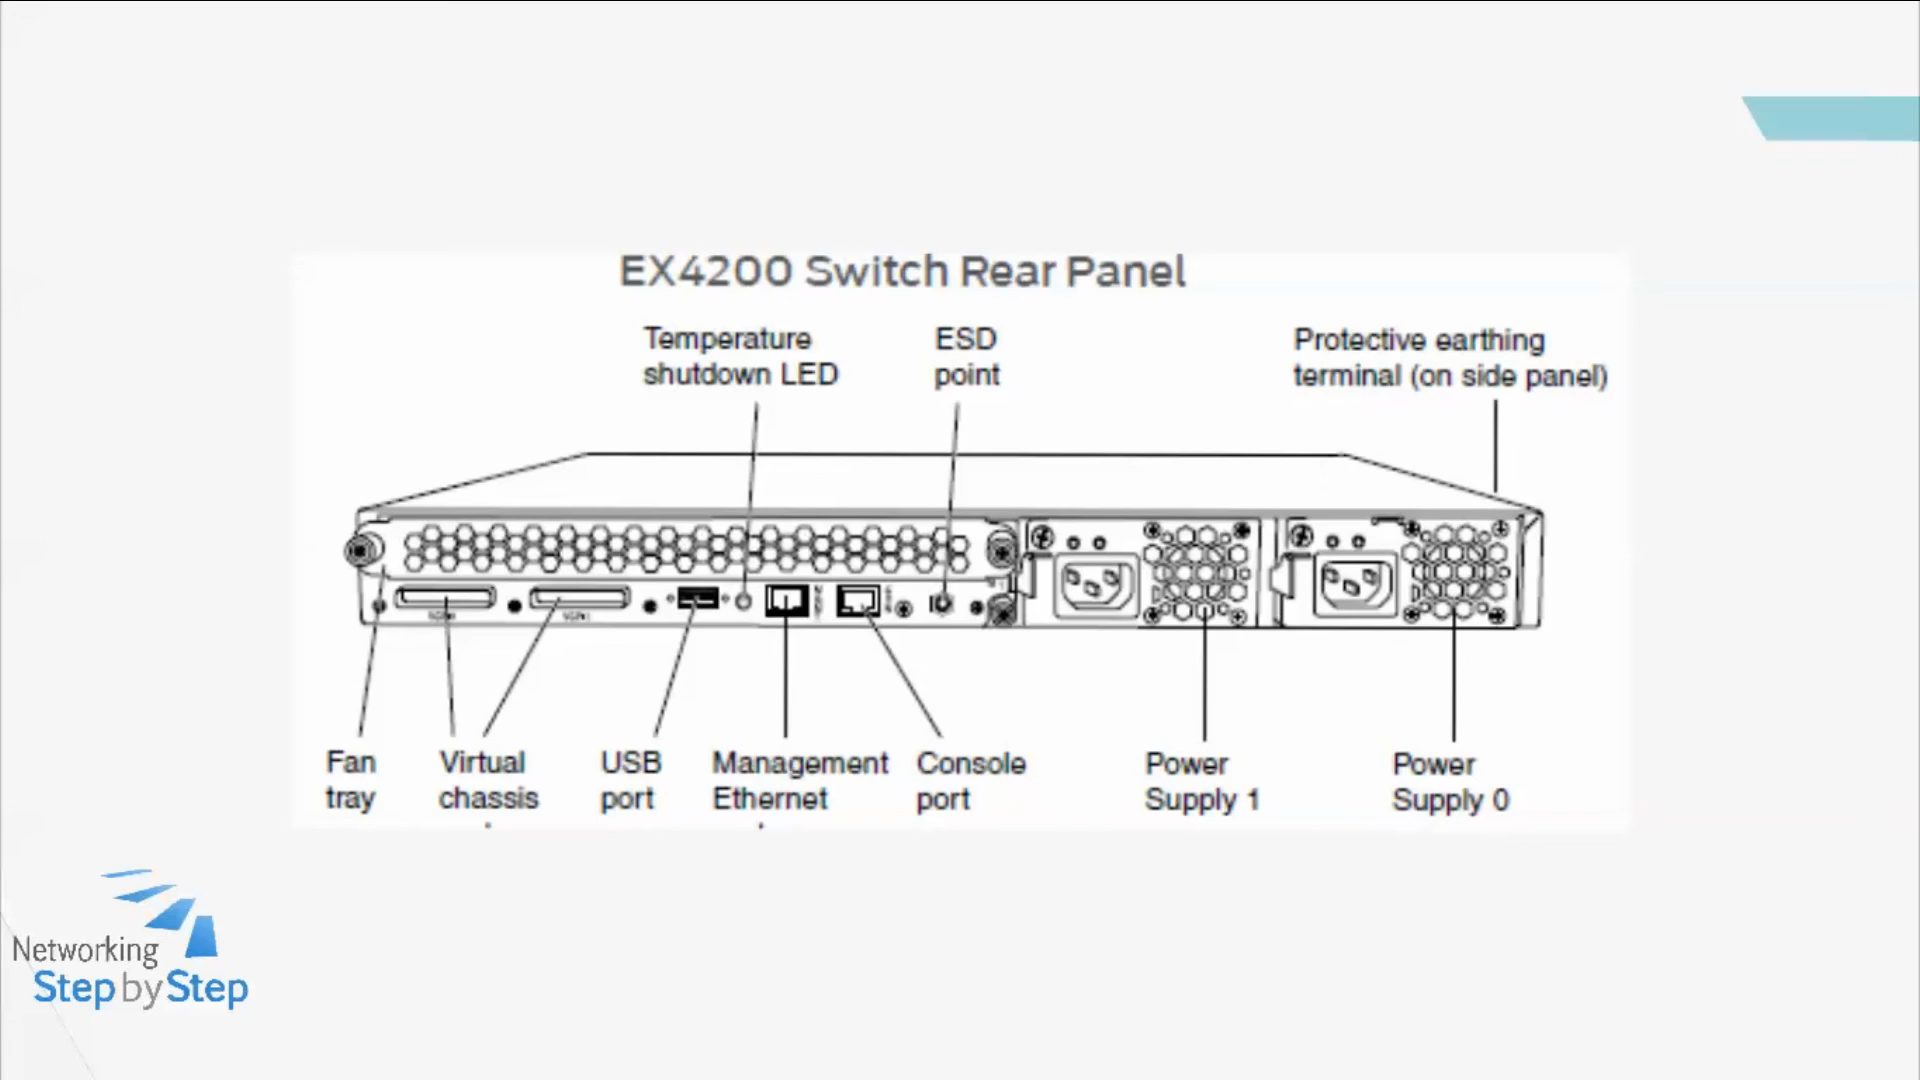 EX4200 Switch Rear Panel
Temperature
shutdown LED
ESD
point
Protective earthing
terminal (on side panel)
Fan
tray
Virtual
chassis
USB
port
Management
Ethernet
Console
port
Power
Supply 1
Power
Supply 0
Networking
Step by Step